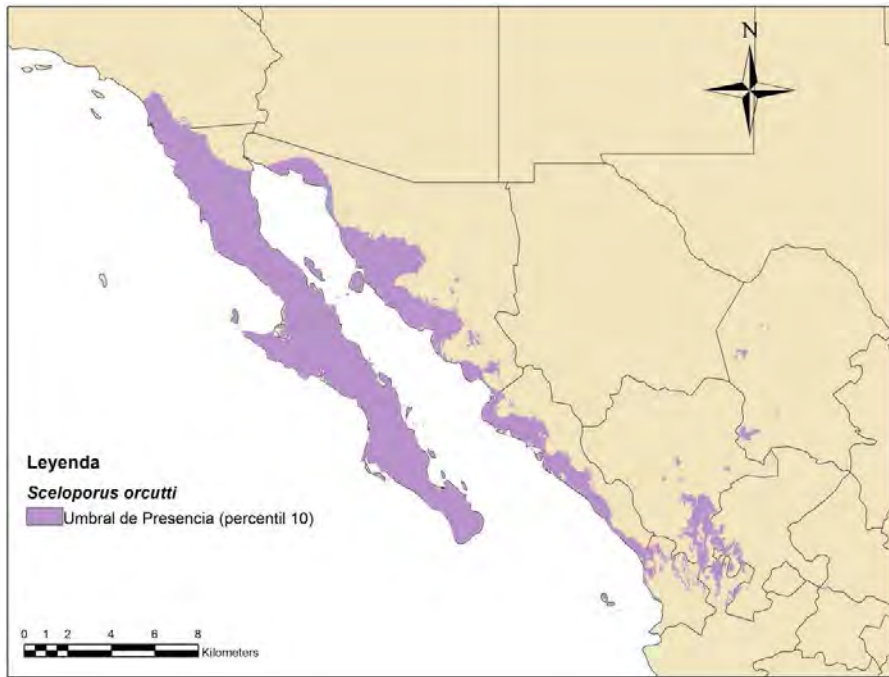 N
Leyenda
Sceloporus orcutti
Umbral de Presencia (percentil 10)
0 1 2 4 6 8
Kilometers